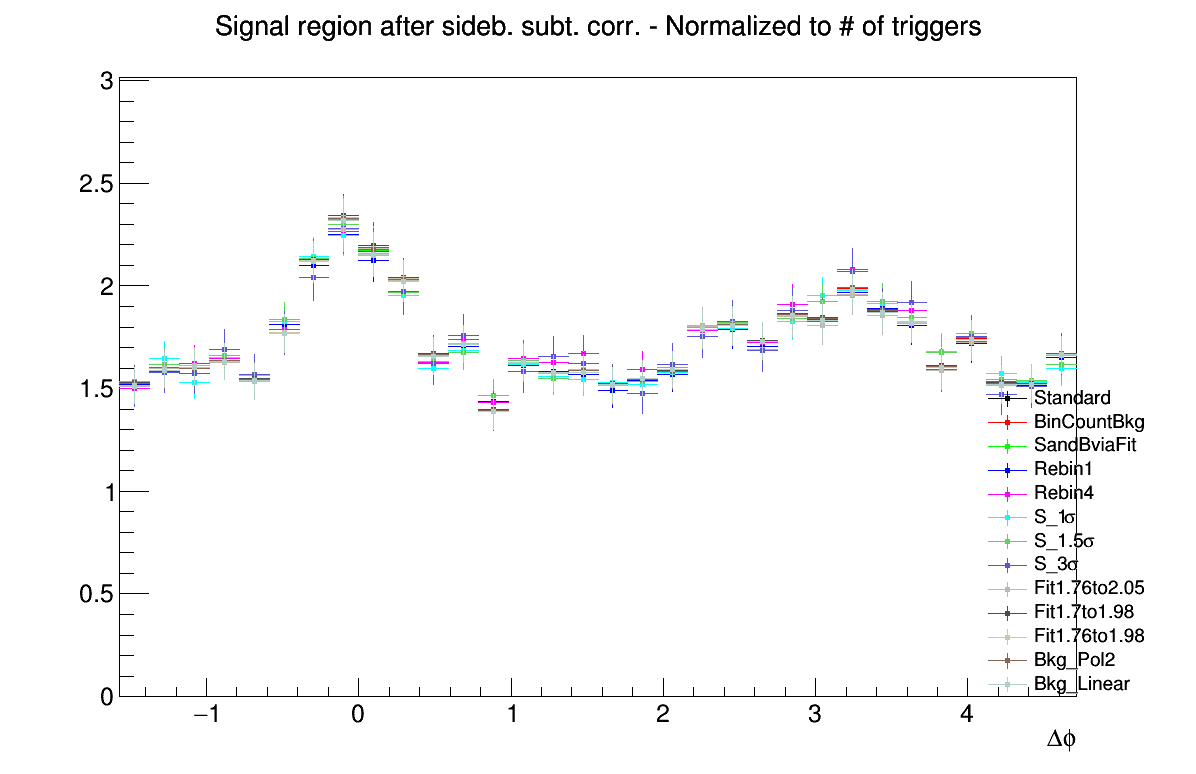 Signal region after sideb. subt. corr. - Normalized to # of triggers
3
2.5
2
1.5
1
0.5
0
Standard
BinCountBkg
SandBviaFit
Rebin1
Rebin4
S_1σ
S_1.5σ
S_3σ
Fit1.76to2.05
Fit1.7to1.98
Fit1.76to1.98
Bkg_Pol2
Bkg_Linear
−1 0 1 2 3 4
Δϕ